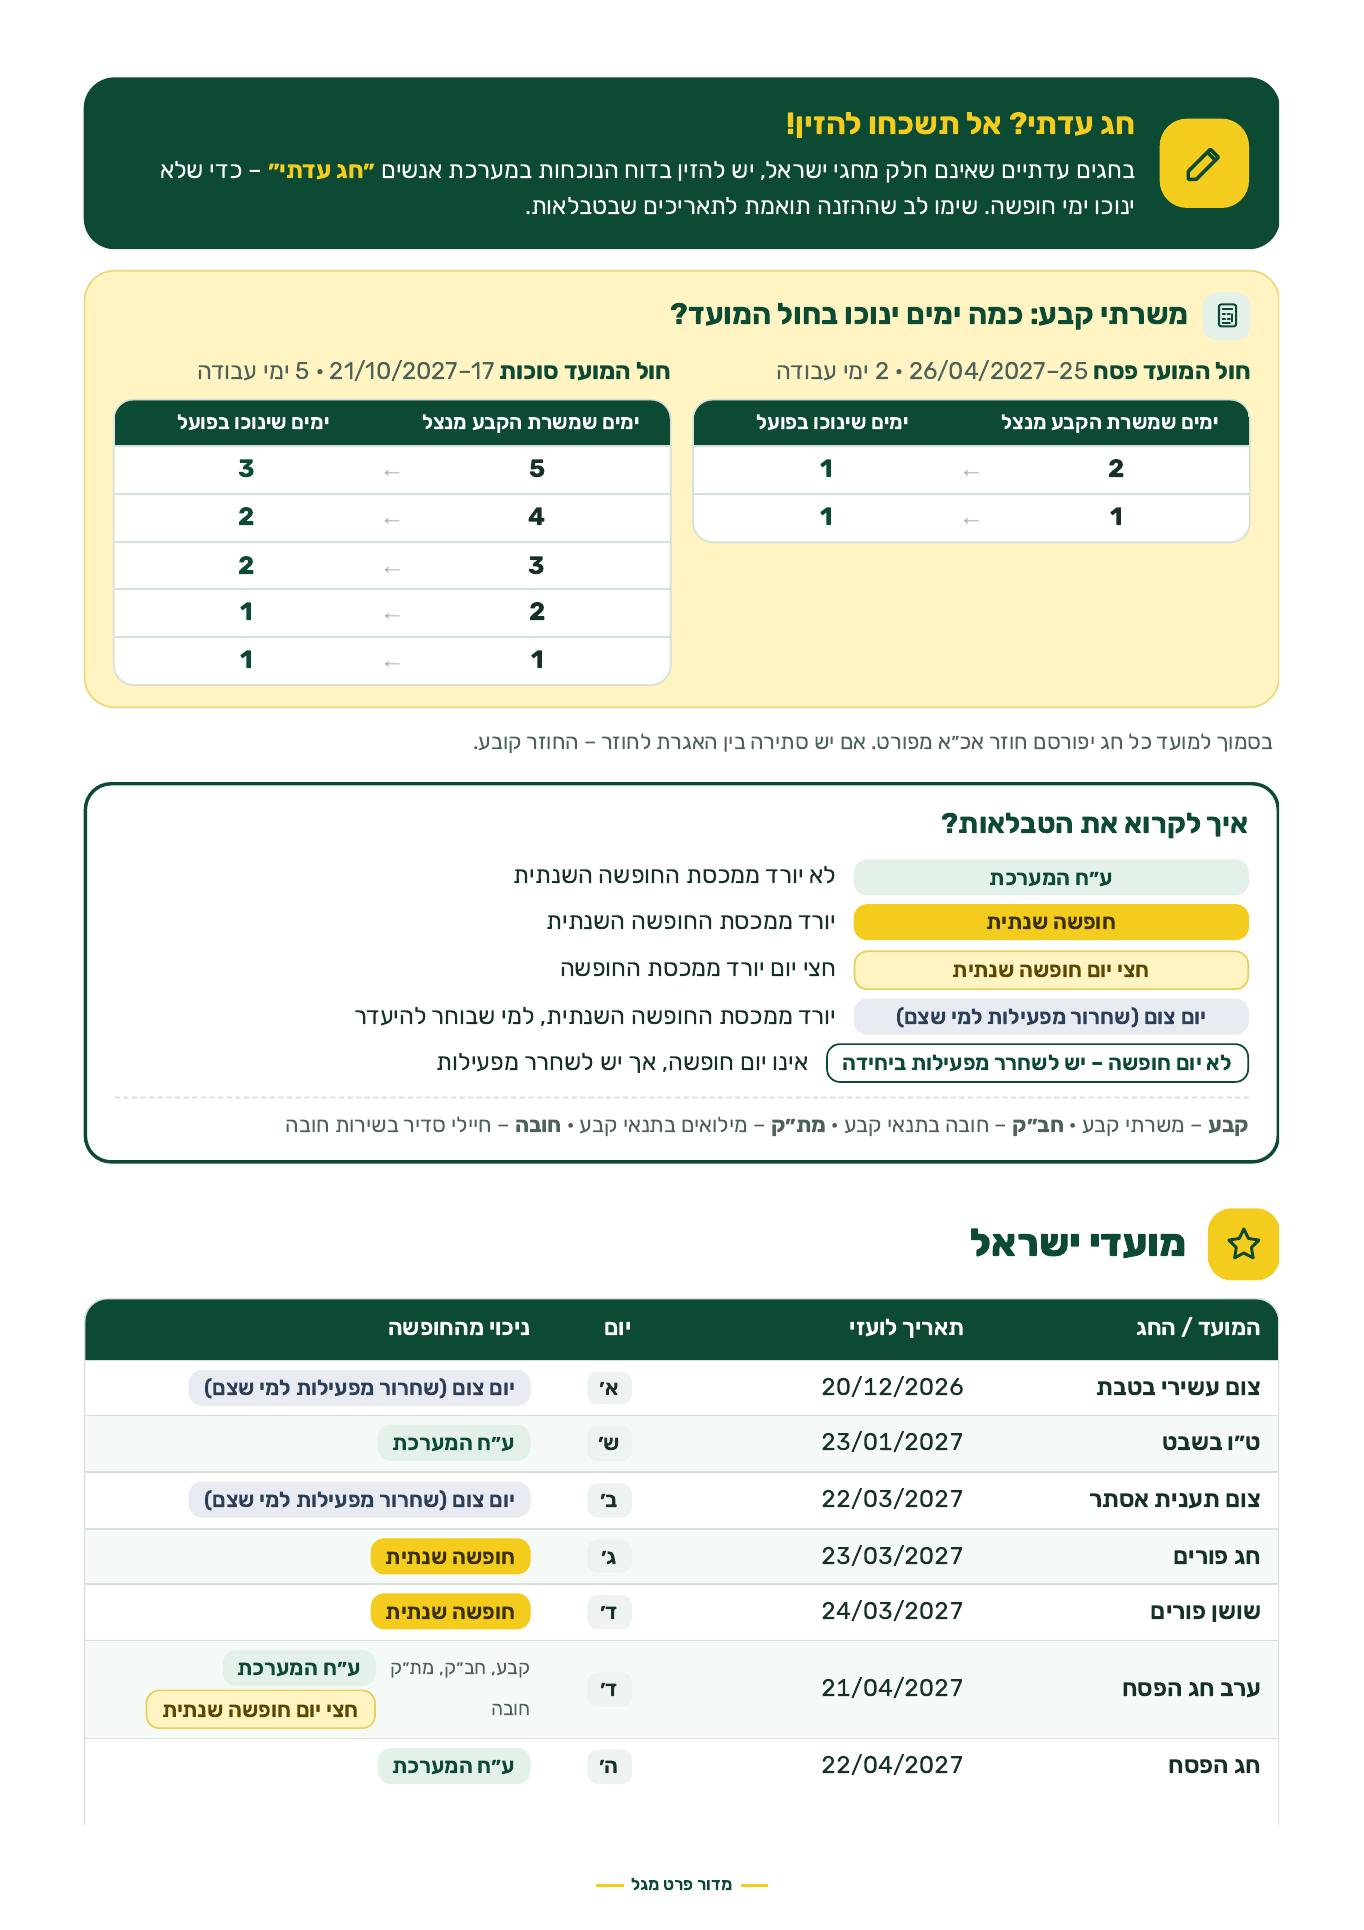 חג עדתי? אל תשכחו להזין!
בחגים עדתיים שאינם חלק מחגי ישראל, יש להזין בדוח הנוכחות במערכת אנשים ״חג עדתי״ – כדי שלא
ינוכו ימי חופשה. שימו לב שההזנה תואמת לתאריכים שבטבלאות.
משרתי קבע: כמה ימים ינוכו בחול המועד?
חול המועד פסח 25–26/04/2027 • 2 ימי עבודה
ימים שמשרת הקבע מנצל ימים שינוכו בפועל
2 ← 1
1 ← 1
חול המועד סוכות 17–21/10/2027 • 5 ימי עבודה
ימים שמשרת הקבע מנצל ימים שינוכו בפועל
5 ← 3
4 ← 2
3 ← 2
2 ← 1
1 ← 1
בסמוך למועד כל חג יפורסם חוזר אכ״א מפורט. אם יש סתירה בין האגרת לחוזר – החוזר קובע.
איך לקרוא את הטבלאות?
ע״ח המערכת לא יורד ממכסת החופשה השנתית
חופשה שנתית יורד ממכסת החופשה השנתית
חצי יום חופשה שנתית חצי יום יורד ממכסת החופשה
יום צום (שחרור מפעילות למי שצם) יורד ממכסת החופשה השנתית, למי שבוחר להיעדר
לא יום חופשה – יש לשחרר מפעילות ביחידה אינו יום חופשה, אך יש לשחרר מפעילות
קבע – משרתי קבע • חב״ק – חובה בתנאי קבע • מת״ק – מילואים בתנאי קבע • חובה – חיילי סדיר בשירות חובה
מועדי ישראל
המועד / החג תאריך לועזי יום ניכוי מהחופשה
צום עשירי בטבת 20/12/2026 א׳ יום צום (שחרור מפעילות למי שצם)
ט״ו בשבט 23/01/2027 ש׳ ע״ח המערכת
צום תענית אסתר 22/03/2027 ב׳ יום צום (שחרור מפעילות למי שצם)
חג פורים 23/03/2027 ג׳ חופשה שנתית
שושן פורים 24/03/2027 ד׳ חופשה שנתית
ערב חג הפסח 21/04/2027 ד׳ קבע, חב״ק, מת״ק ע״ח המערכת
חובה חצי יום חופשה שנתית
חג הפסח 22/04/2027 ה׳ ע״ח המערכת
מדור פרט מגל